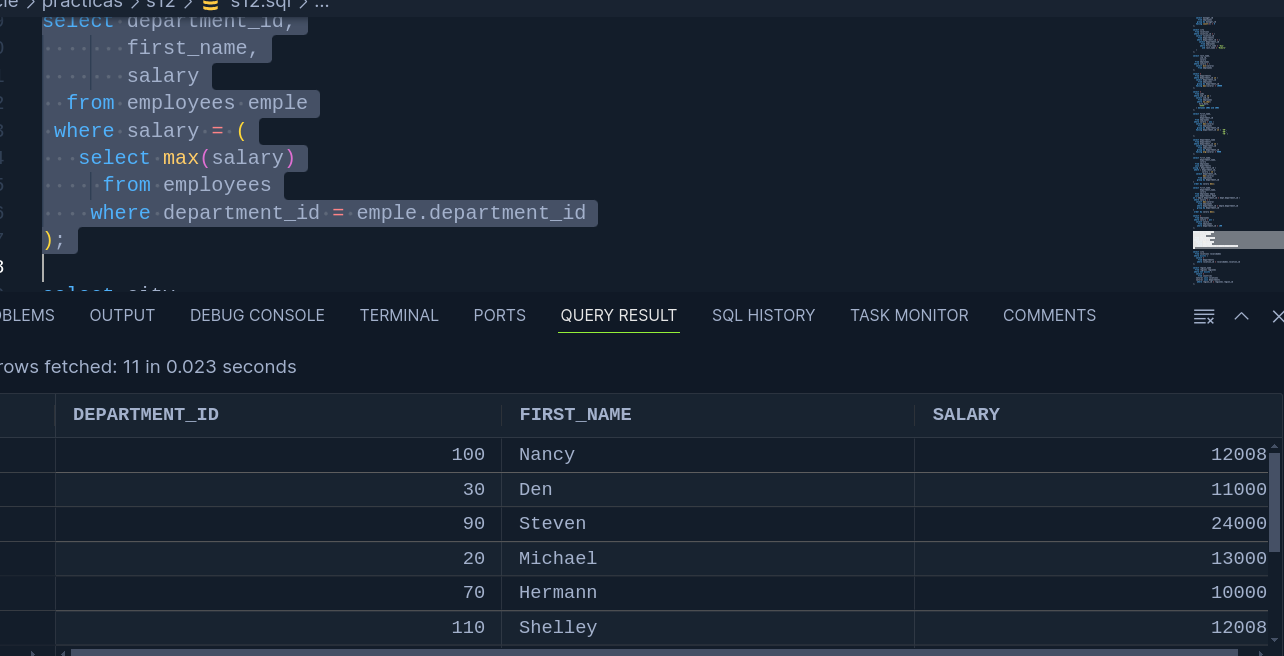 cle > practicas > s12 > s12.sql > ...
select department_id,
first_name,
salary
from employees emple
where salary = (
select max(salary)
from employees
where department_id = emple.department_id
);
select city
OBLEMS OUTPUT DEBUG CONSOLE TERMINAL PORTS QUERY RESULT SQL HISTORY TASK MONITOR COMMENTS
rows fetched: 11 in 0.023 seconds
DEPARTMENT_ID FIRST_NAME SALARY
100 Nancy 12008
30 Den 11000
90 Steven 24000
20 Michael 13000
70 Hermann 10000
110 Shelley 12008